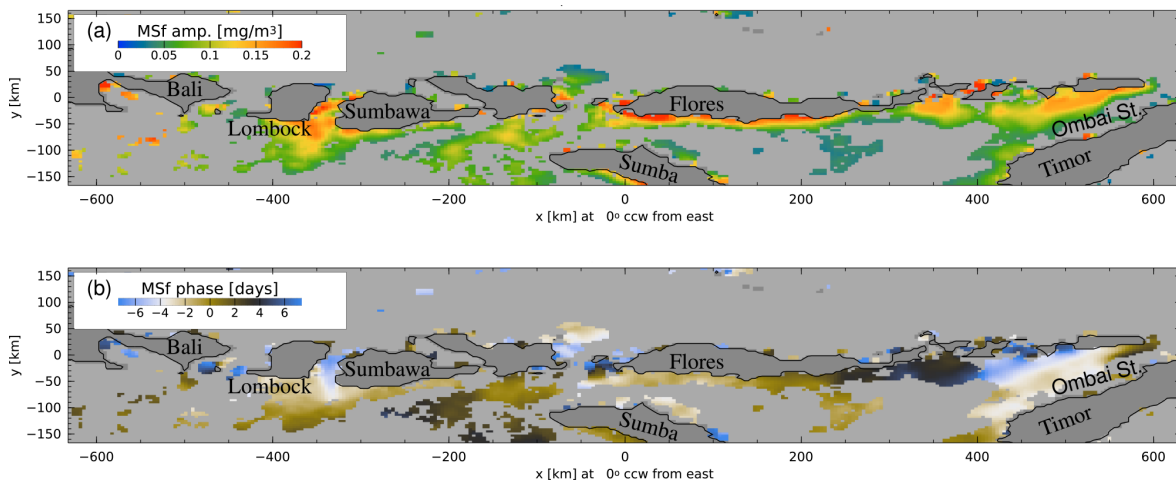 (a) MSf amp. [mg/m³]
0 0.05 0.1 0.15 0.2
150
100
50
0
−50
−100
−150
y [km]
Bali
Lombock
Sumbawa
Flores
Sumba
Ombai St.
Timor
−600 −400 −200 0 200 400 600
x [km] at 0° ccw from east
(b) MSf phase [days]
−6 −4 −2 0 2 4 6
150
100
50
0
−50
−100
−150
y [km]
Bali
Lombock
Sumbawa
Flores
Sumba
Ombai St.
Timor
−600 −400 −200 0 200 400 600
x [km] at 0° ccw from east